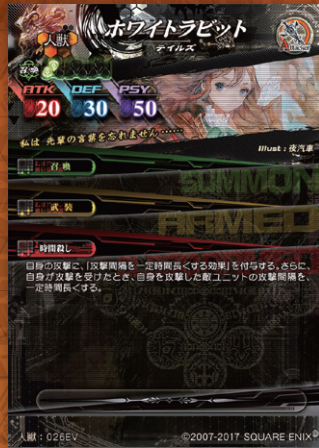 人獣
ホワイトラビット
テイルズ
召喚
ATK DEF PSY
20 30 50
私は 先輩の言葉を忘れません……
Illust：夜汽車
召喚
SUMMON
武装
ARMED
時間殺し
自身の攻撃に、「攻撃間隔を一定時間長くする効果」を付与する。さらに、
自身が攻撃を受けたとき、自身を攻撃した敵ユニットの攻撃間隔を、
一定時間長くする。
人獣：026EV
©2007-2017 SQUARE ENIX